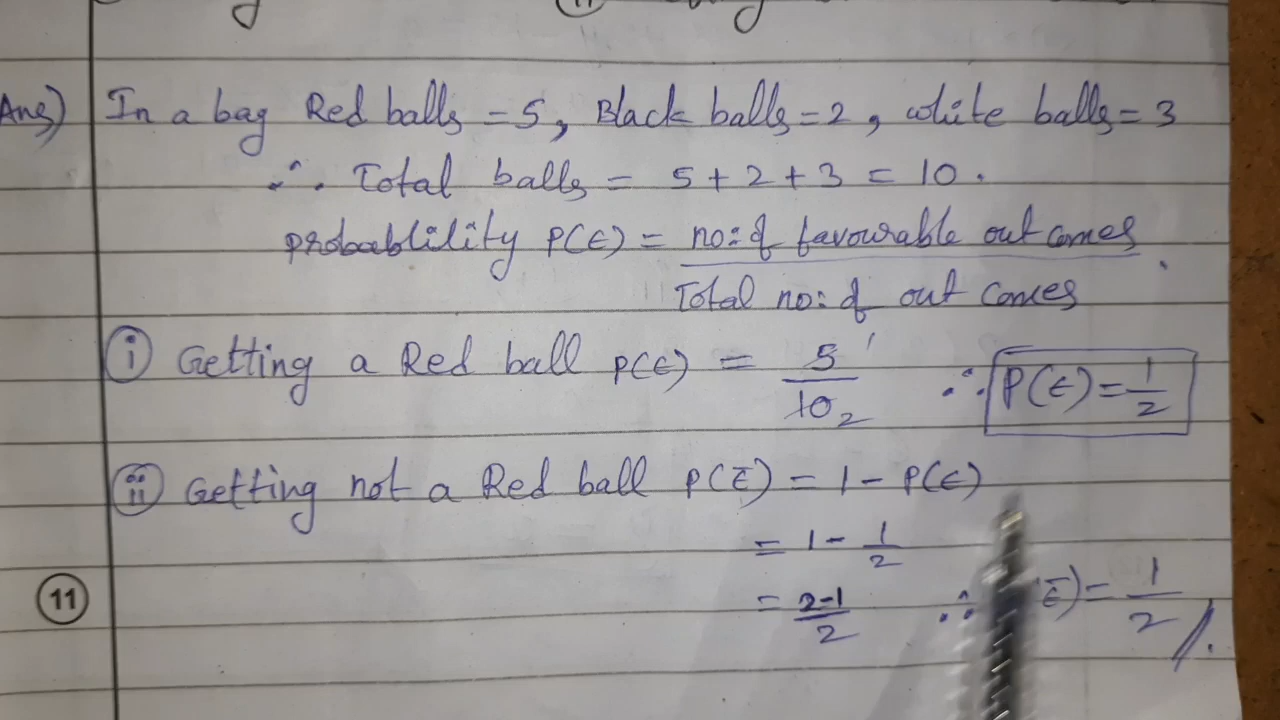 Ans) In a bag Red balls = 5, Black balls = 2, white balls = 3
∴ Total balls = 5 + 2 + 3 = 10.
probablility P(E) = no: of favourable out comes
Total no: of out comes
(i) Getting a Red ball P(E) = 5/10 1 2 ∴ P(E) = 1/2
(ii) Getting not a Red ball P(E̅) = 1 - P(E)
= 1 - 1/2
11 = 2-1/2 ∴ E̅) = 1/2 //.